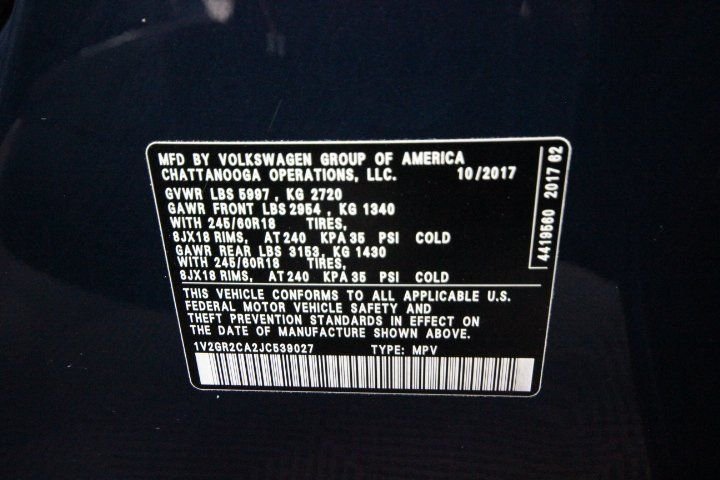 MFD BY VOLKSWAGEN GROUP OF AMERICA
CHATTANOOGA OPERATIONS, LLC. 10/2017
GVWR LBS 5997 , KG 2720
GAWR FRONT LBS 2954 , KG 1340
WITH 245/60R18 TIRES,
8JX18 RIMS, AT 240 KPA 35 PSI COLD
GAWR REAR LBS 3153, KG 1430
WITH 245/60R18 TIRES,
8JX18 RIMS, AT 240 KPA 35 PSI COLD
THIS VEHICLE CONFORMS TO ALL APPLICABLE U.S.
FEDERAL MOTOR VEHICLE SAFETY AND
THEFT PREVENTION STANDARDS IN EFFECT ON
THE DATE OF MANUFACTURE SHOWN ABOVE.
1V2GR2CA2JC539027 TYPE: MPV
4419560 2017 62